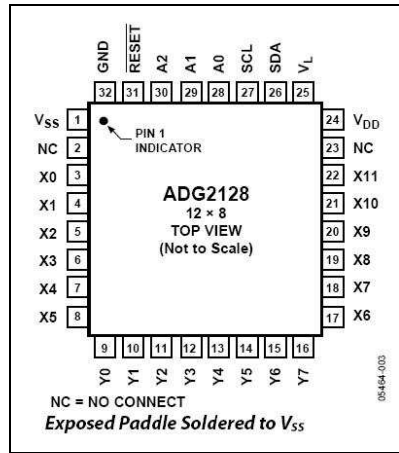 GND
RESET
A2
A1
A0
SCL
SDA
VL
32 31 30 29 28 27 26 25
VSS 1
NC 2
X0 3
X1 4
X2 5
X3 6
X4 7
X5 8
PIN 1
INDICATOR
ADG2128
12 × 8
TOP VIEW
(Not to Scale)
24 VDD
23 NC
22 X11
21 X10
20 X9
19 X8
18 X7
17 X6
9 10 11 12 13 14 15 16
Y0
Y1
Y2
Y3
Y4
Y5
Y6
Y7
NC = NO CONNECT
Exposed Paddle Soldered to VSS
05464-003